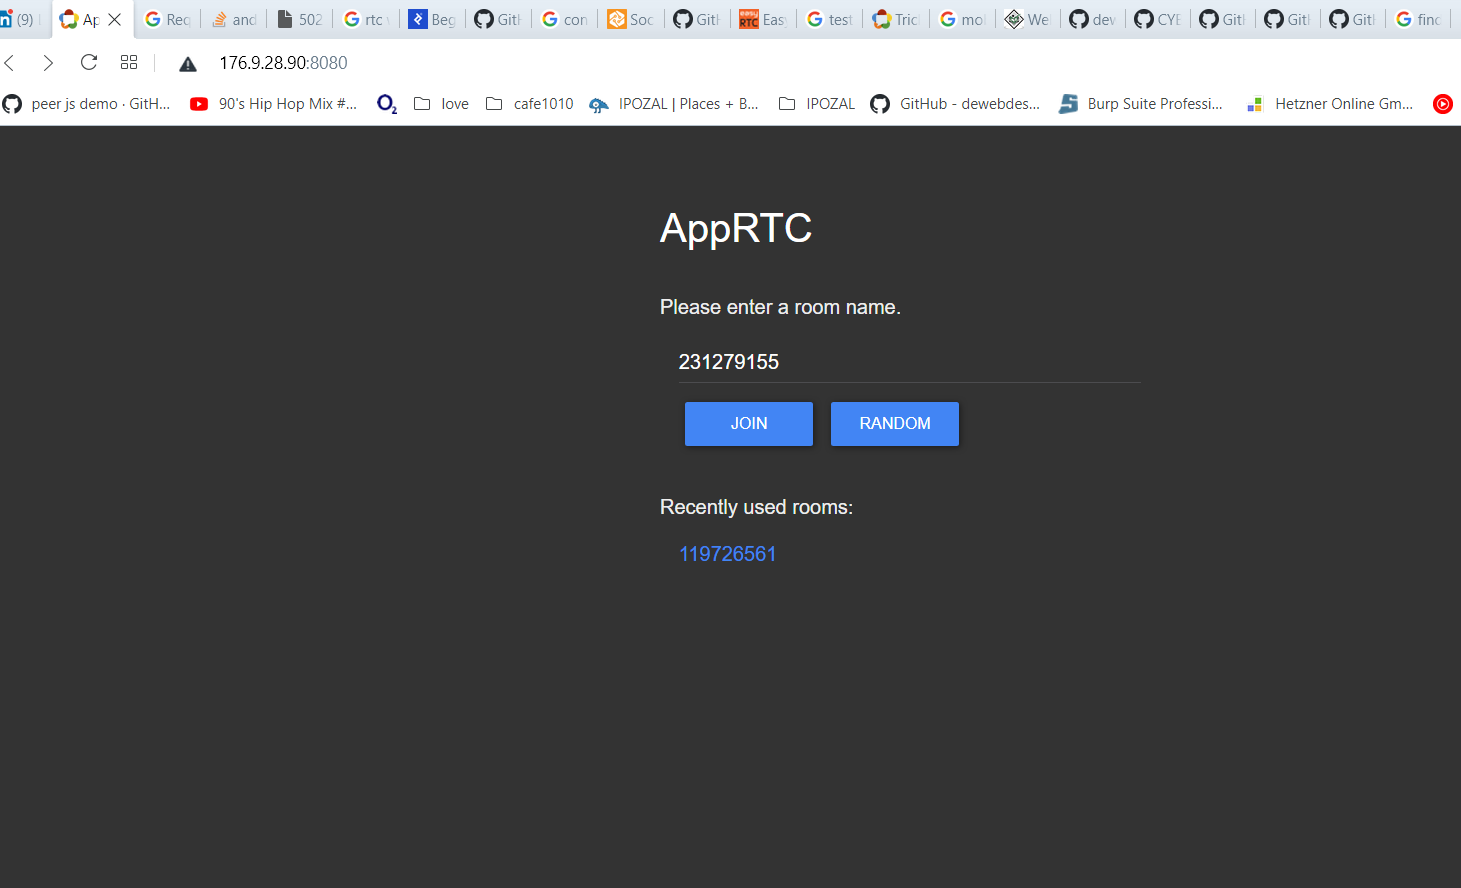 (9) Ap Req and 502 rtc Beg Gitl con Soc Gitl Easy test Tricl mol We dev CYE Gitl Gitl Gitl finc
176.9.28.90:8080
peer js demo · GitH... 90's Hip Hop Mix #... O2 love cafe1010 IPOZAL | Places + B... IPOZAL GitHub - dewebdes... Burp Suite Professi... Hetzner Online Gm...
AppRTC
Please enter a room name.
231279155
JOIN RANDOM
Recently used rooms:
119726561